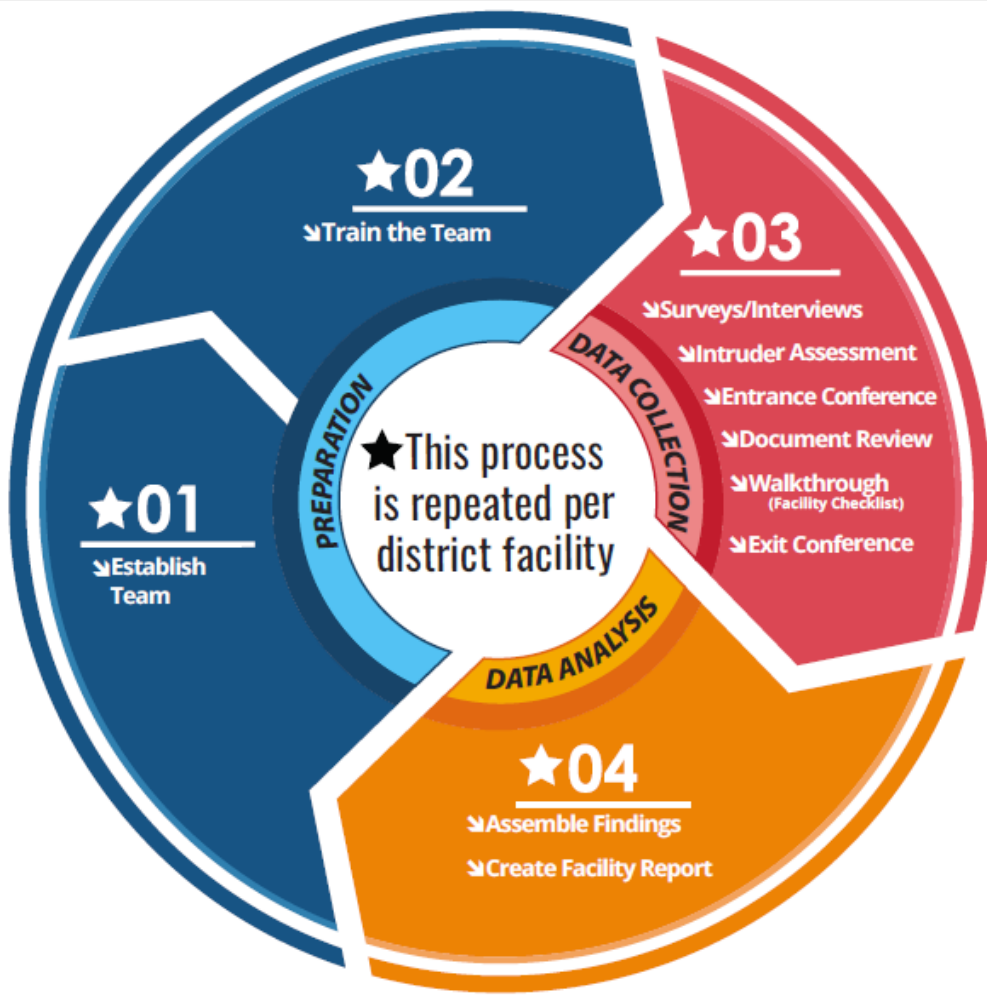 ★01
Establish
Team
★02
Train the Team
★03
Surveys/Interviews
Intruder Assessment
Entrance Conference
Document Review
Walkthrough
(Facility Checklist)
Exit Conference
★04
Assemble Findings
Create Facility Report
PREPARATION
DATA COLLECTION
DATA ANALYSIS
★This process
is repeated per
district facility